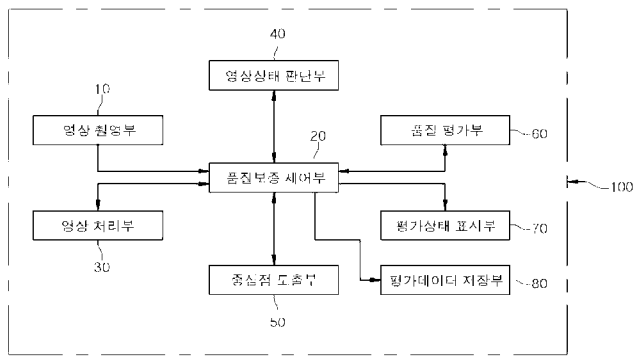 40
영상상태 판단부
10
영상 촬영부
20
품질 평가부
60
품질보증 제어부
100
영상 처리부
30
평가상태 표시부
70
중심점 도출부
50
평가데이터 저장부
80